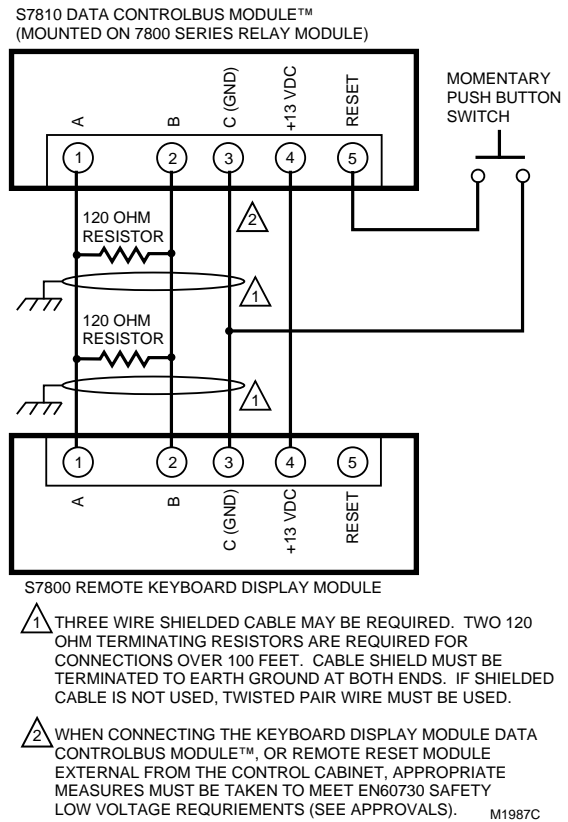 S7810 DATA CONTROLBUS MODULE™
(MOUNTED ON 7800 SERIES RELAY MODULE)
MOMENTARY
PUSH BUTTON
SWITCH
A
B
C (GND)
+13 VDC
RESET
1
2
3
4
5
120 OHM
RESISTOR
2
1
120 OHM
RESISTOR
1
1
2
3
4
5
A
B
C (GND)
+13 VDC
RESET
S7800 REMOTE KEYBOARD DISPLAY MODULE
1 THREE WIRE SHIELDED CABLE MAY BE REQUIRED. TWO 120
OHM TERMINATING RESISTORS ARE REQUIRED FOR
CONNECTIONS OVER 100 FEET. CABLE SHIELD MUST BE
TERMINATED TO EARTH GROUND AT BOTH ENDS. IF SHIELDED
CABLE IS NOT USED, TWISTED PAIR WIRE MUST BE USED.
2 WHEN CONNECTING THE KEYBOARD DISPLAY MODULE DATA
CONTROLBUS MODULE™, OR REMOTE RESET MODULE
EXTERNAL FROM THE CONTROL CABINET, APPROPRIATE
MEASURES MUST BE TAKEN TO MEET EN60730 SAFETY
LOW VOLTAGE REQURIEMENTS (SEE APPROVALS).
M1987C